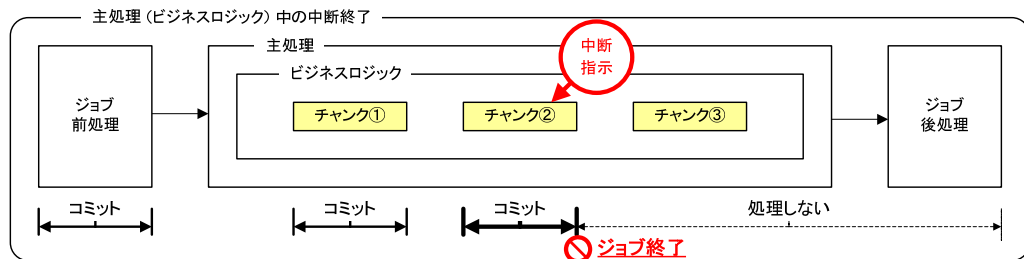 主処理(ビジネスロジック)中の中断終了
主処理
中断
指示
ビジネスロジック
ジョブ
前処理
チャンク①
チャンク②
チャンク③
ジョブ
後処理
コミット
コミット
コミット
処理しない
ジョブ終了